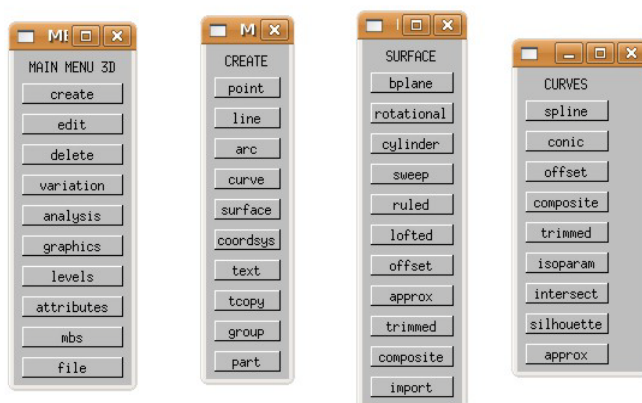 ME
MAIN MENU 3D
create
edit
delete
variation
analysis
graphics
levels
attributes
mbs
file
M
CREATE
point
line
arc
curve
surface
coordsys
text
tcopy
group
part
SURFACE
bplane
rotational
cylinder
sweep
ruled
lofted
offset
approx
trimmed
composite
import
CURVES
spline
conic
offset
composite
trimmed
isoparam
intersect
silhouette
approx